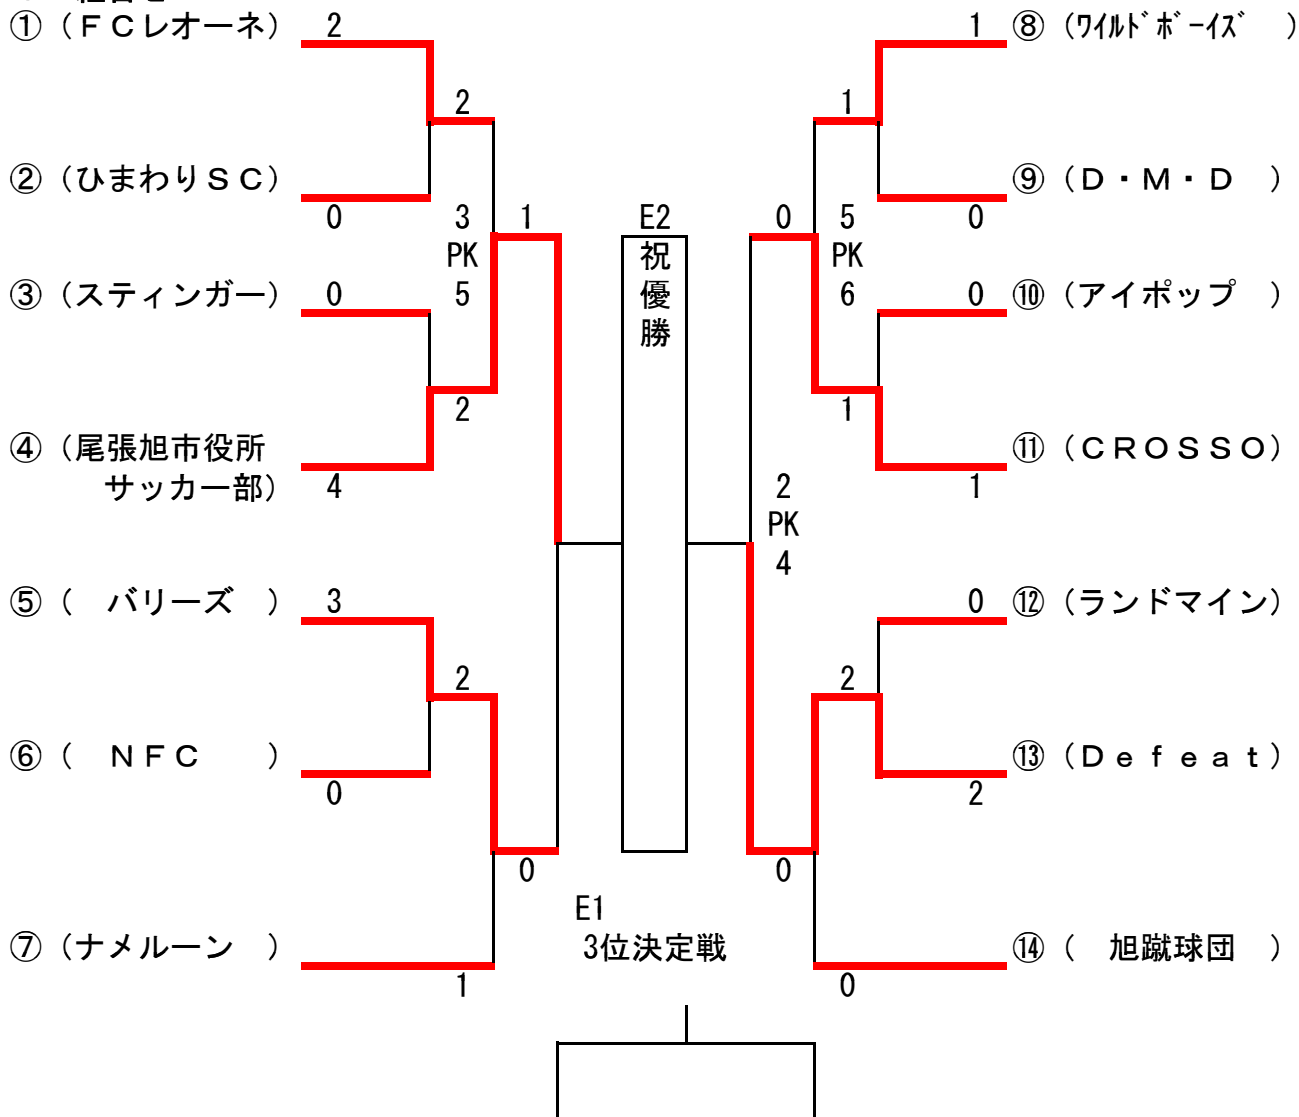 ① （ＦＣレオーネ）
2
② （ひまわりＳＣ）
0
2
③ （スティンガー）
0
④ （尾張旭市役所
サッカー部）
4
2
3
PK
5
1
⑤ （　バリーズ　）
3
⑥ （　ＮＦＣ　　）
0
2
⑦ （ナメルーン　）
1
0
E2
祝
優
勝
E1
3位決定戦
1
⑧ （ﾜｲﾙﾄﾞﾎﾞｰｲｽﾞ　）
⑨ （Ｄ・Ｍ・Ｄ　）
0
1
0
⑩ （アイポップ　）
⑪ （ＣＲＯＳＳＯ）
1
1
5
PK
6
0
2
PK
4
0
⑫ （ランドマイン）
⑬ （Ｄｅｆｅａｔ）
2
2
⑭ （　旭蹴球団　）
0
0